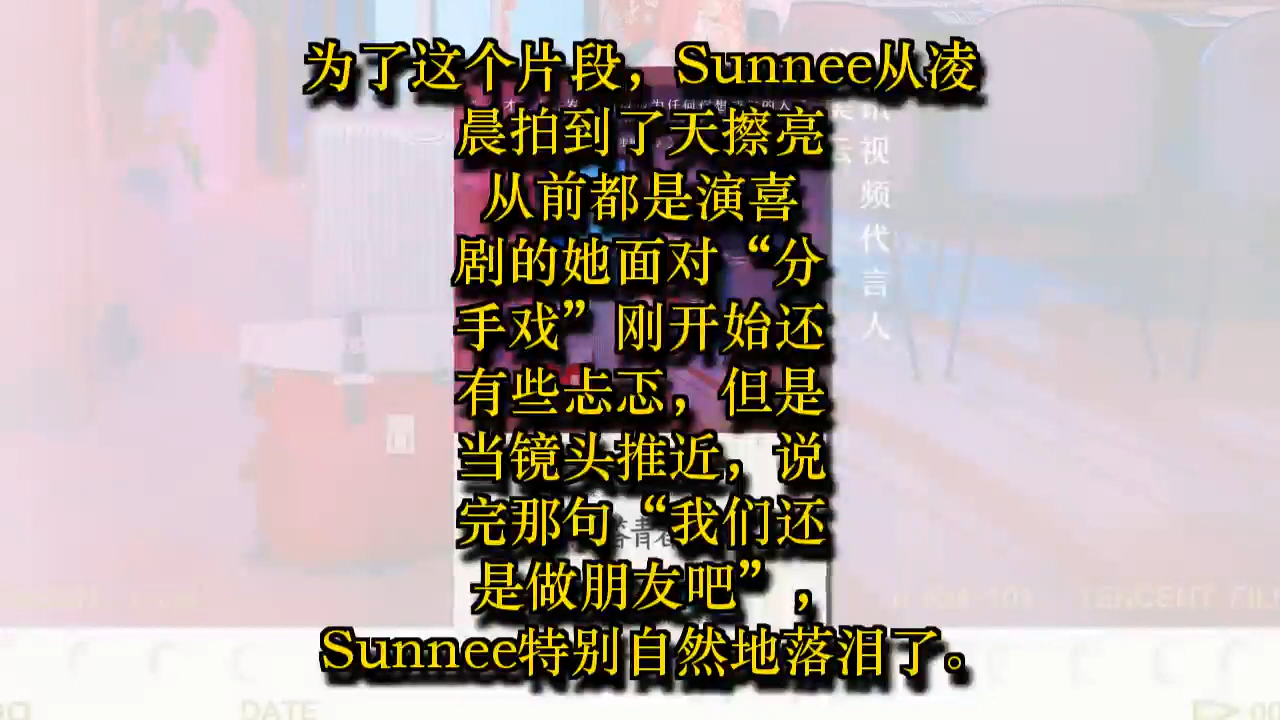 为了这个片段，Sunnee从凌
晨拍到了天擦亮
从前都是演喜
剧的她面对“分
手戏”刚开始还
有些忐忑，但是
当镜头推近，说
完那句“我们还
是做朋友吧”，
Sunnee特别自然地落泪了。
视频代言人
TENCENT FIL
DATE